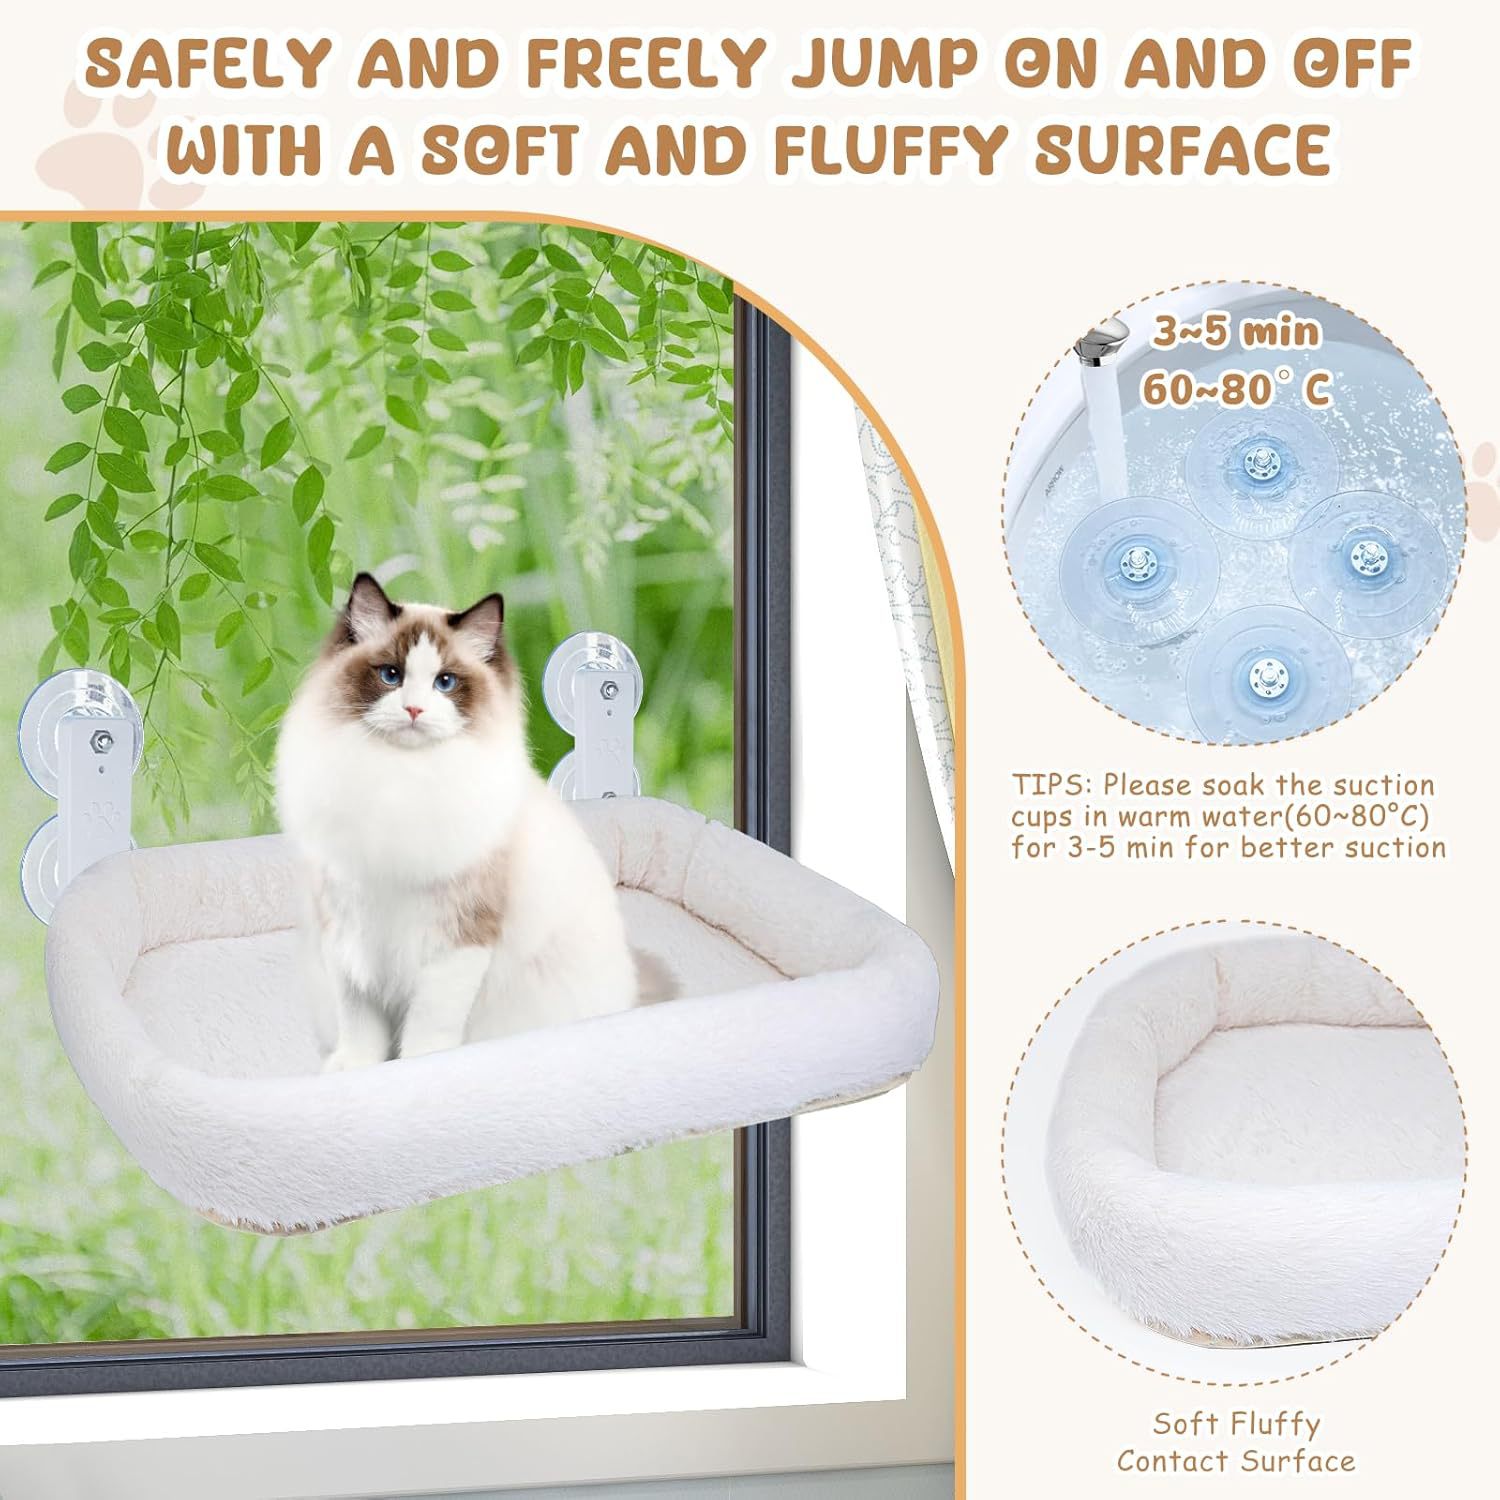 SAFELY AND FREELY JUMP ON AND OFF
WITH A SOFT AND FLUFFY SURFACE
3~5 min
60~80°C
ARROW
TIPS: Please soak the suction
cups in warm water(60~80°C)
for 3-5 min for better suction
Soft Fluffy
Contact Surface